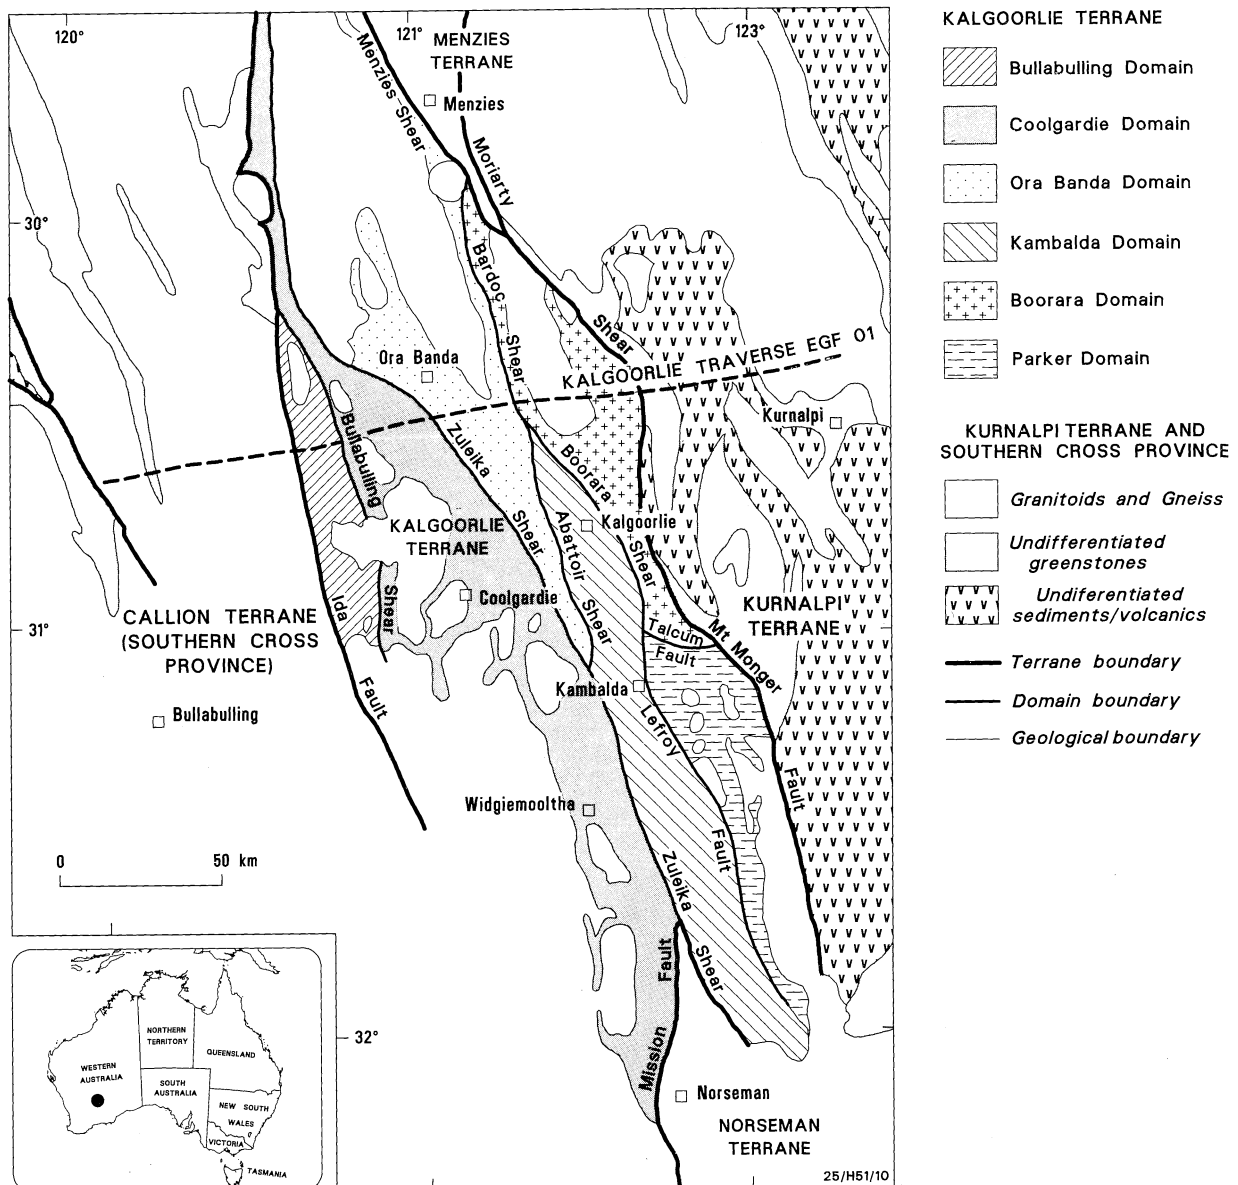 120°
121°
123°
MENZIES
TERRANE
Menzies
Menzies Shear
Moriarty
Shear
30°
Bardoc
Shear
Ora Banda
KALGOORLIE TRAVERSE EGF 01
Kurnalpi
Bullabulling
Shear
Zuleika
Shear
Boorara
Shear
Kalgoorlie
KALGOORLIE
TERRANE
Abattoir
Shear
Coolgardie
Ida
Fault
31°
CALLION TERRANE
(SOUTHERN CROSS
PROVINCE)
Bullabulling
KURNALPI
TERRANE
Talcum
Fault
Mt Monger
Fault
Kambalda
Lefroy
Fault
Widgiemooltha
0 50 km
Zuleika
Shear
Mission
Fault
32°
Norseman
NORSEMAN
TERRANE
25/H51/10
WESTERN
AUSTRALIA
NORTHERN
TERRITORY
QUEENSLAND
SOUTH
AUSTRALIA
NEW SOUTH
WALES
VICTORIA
TASMANIA
KALGOORLIE TERRANE
Bullabulling Domain
Coolgardie Domain
Ora Banda Domain
Kambalda Domain
Boorara Domain
Parker Domain
KURNALPI TERRANE AND
SOUTHERN CROSS PROVINCE
Granitoids and Gneiss
Undifferentiated
greenstones
Undiferentiated
sediments/volcanics
Terrane boundary
Domain boundary
Geological boundary